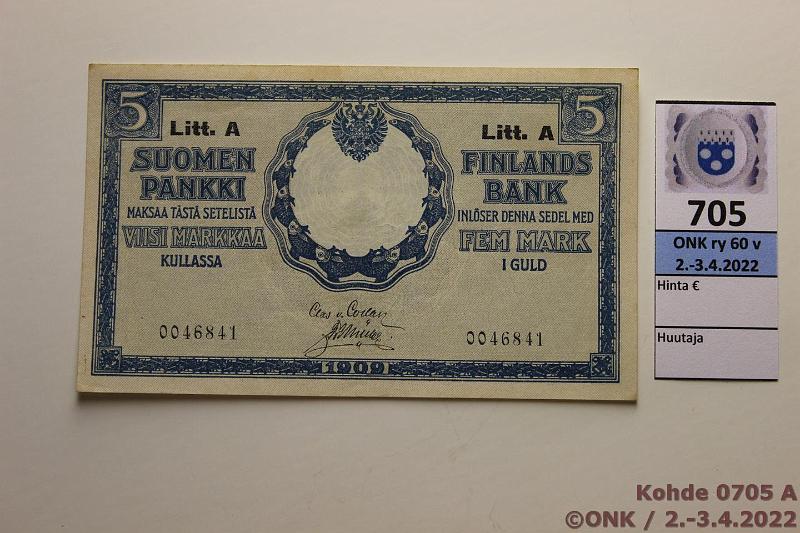 5 5
Litt. A Litt. A
SUOMEN
PANKKI
MAKSAA TÄSTÄ SETELISTÄ
VIISI MARKKAA
KULLASSA
FINLANDS
BANK
INLÖSER DENNA SEDEL MED
FEM MARK
I GULD
0046841 0046841
1909
705
ONK ry 60 v
2.-3.4.2022
Hinta €
Huutaja
Kohde 0705 A
©ONK / 2.-3.4.2022